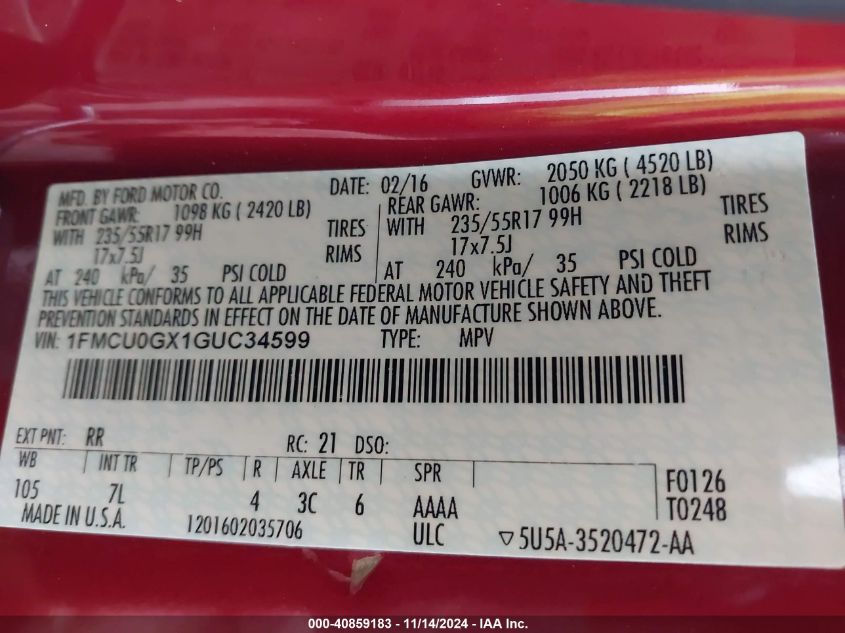 MFD. BY FORD MOTOR CO.
DATE: 02/16 GVWR: 2050 KG ( 4520 LB)
FRONT GAWR: 1098 KG ( 2420 LB)
WITH 235/55R17 99H TIRES
17x7.5J RIMS
AT 240 kPa/ 35 PSI COLD
REAR GAWR: 1006 KG ( 2218 LB)
WITH 235/55R17 99H TIRES
17x7.5J RIMS
AT 240 kPa/ 35 PSI COLD
THIS VEHICLE CONFORMS TO ALL APPLICABLE FEDERAL MOTOR VEHICLE SAFETY AND THEFT
PREVENTION STANDARDS IN EFFECT ON THE DATE OF MANUFACTURE SHOWN ABOVE.
VIN: 1FMCU0GX1GUC34599 TYPE: MPV
EXT PNT: RR RC: 21 DSO:
WB INT TR TP/PS R AXLE TR SPR
105 7L 4 3C 6 AAAA
F0126
T0248
MADE IN U.S.A. 1201602035706 ULC ▽5U5A-3520472-AA
000-40859183 - 11/14/2024 - IAA Inc.